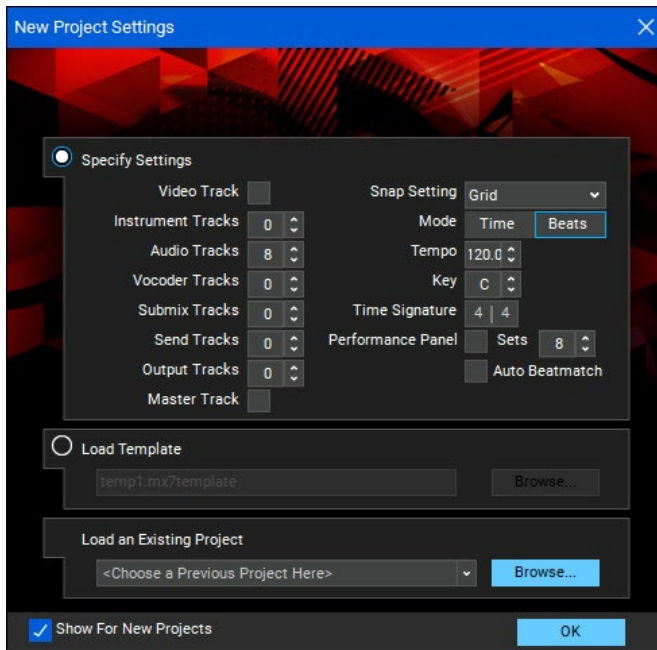 New Project Settings
Specify Settings
Video Track
Instrument Tracks 0
Audio Tracks 8
Vocoder Tracks 0
Submix Tracks 0
Send Tracks 0
Output Tracks 0
Master Track
Snap Setting Grid
Mode Time Beats
Tempo 120.0
Key C
Time Signature 4 | 4
Performance Panel Sets 8
Auto Beatmatch
Load Template
temp1.mx7template Browse...
Load an Existing Project
<Choose a Previous Project Here> Browse...
Show For New Projects OK